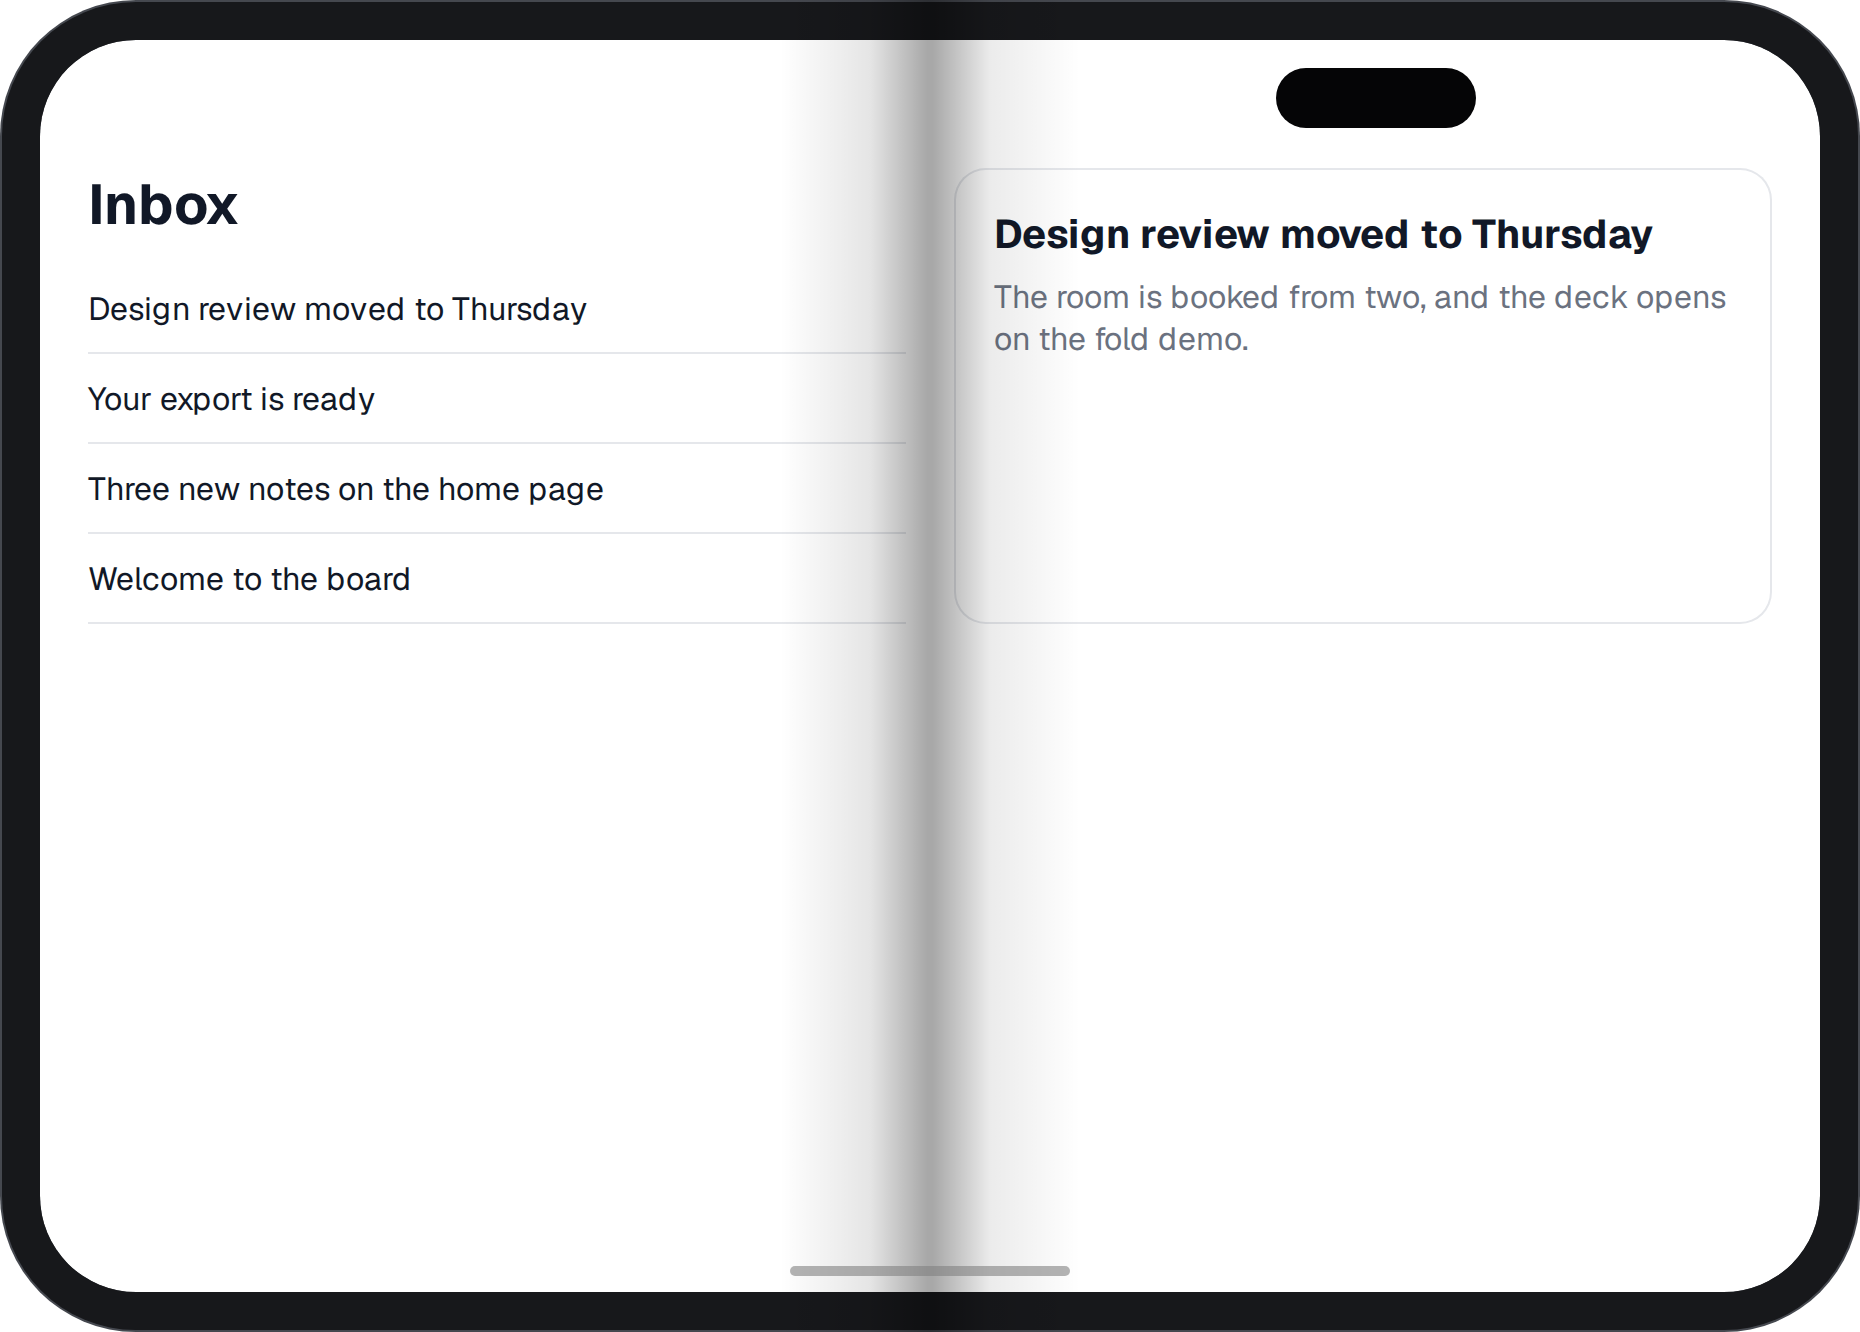 Inbox
Design review moved to Thursday
Your export is ready
Three new notes on the home page
Welcome to the board
Design review moved to Thursday
The room is booked from two, and the deck opens
on the fold demo.